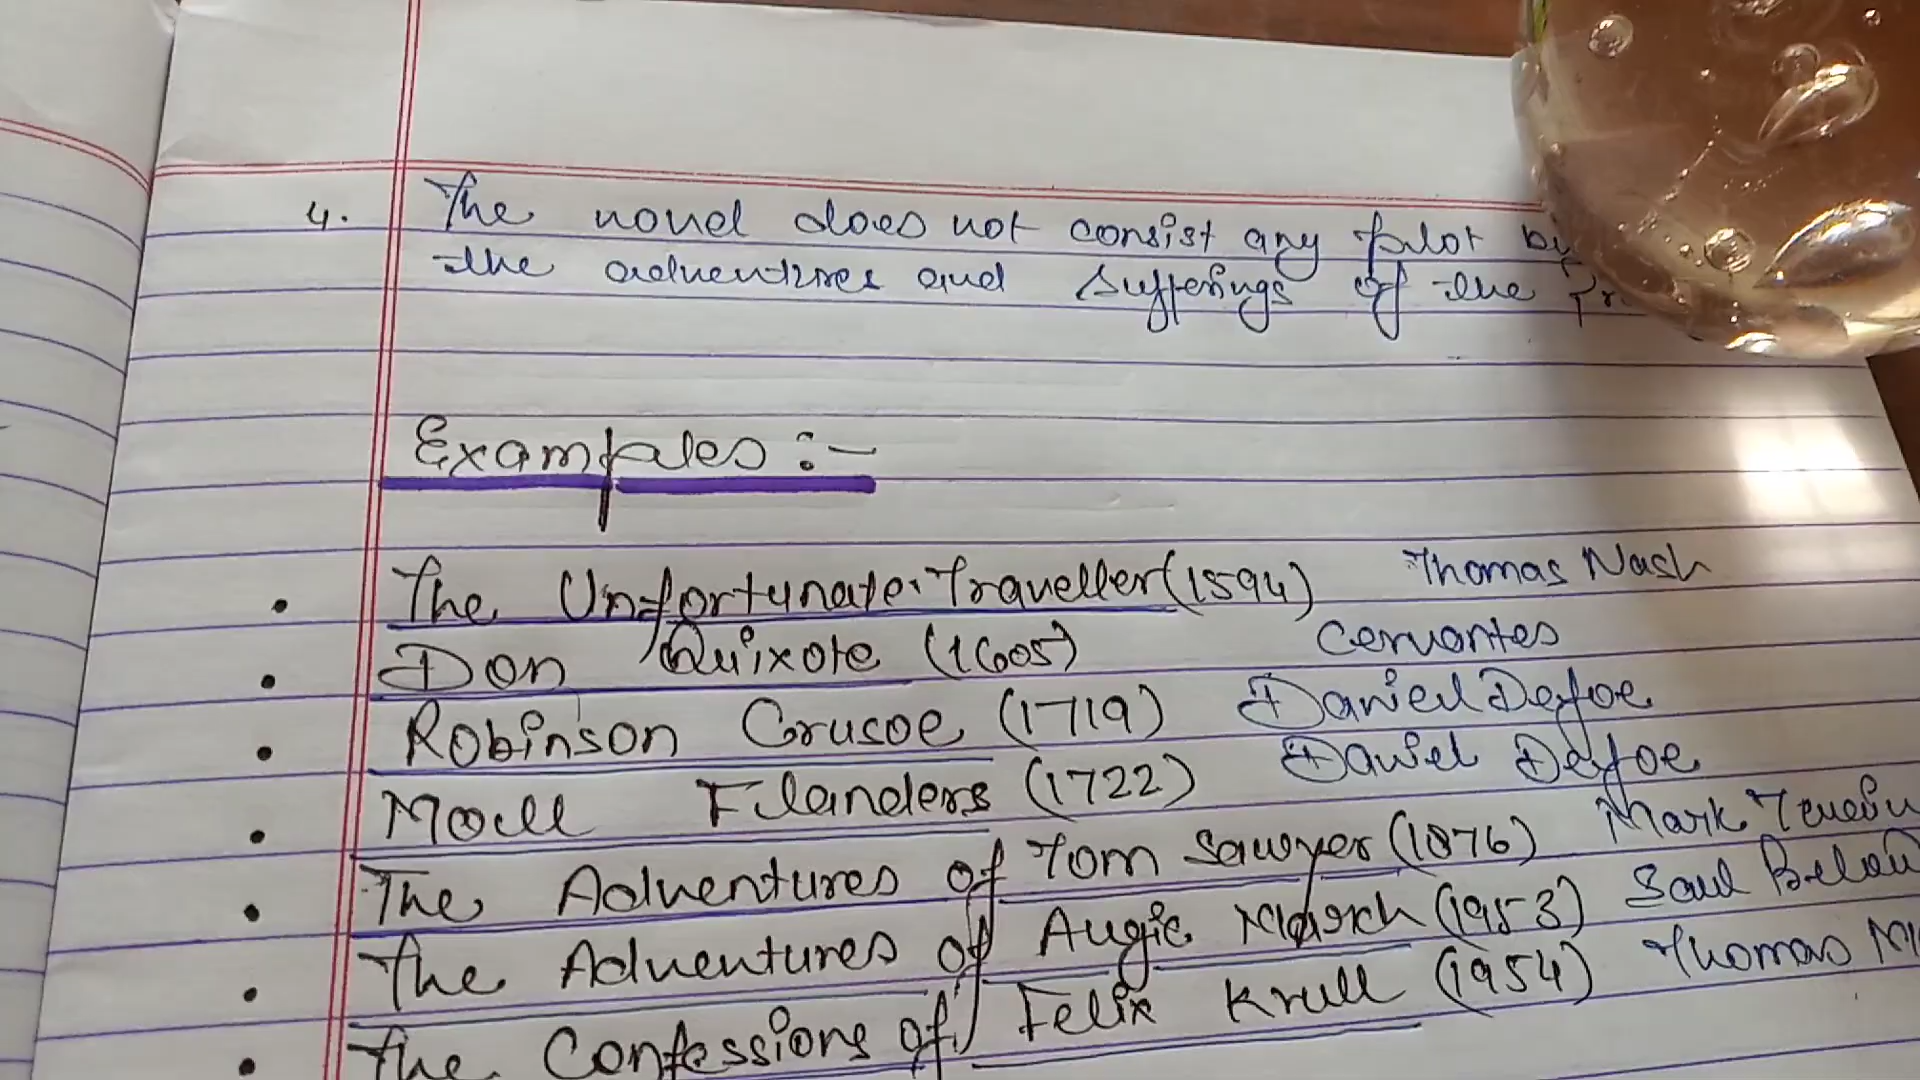 4. The novel does not consist any plot
the adventures and sufferings of the
Examples :-
• The Unfortunate Traveller (1594) Thomas Nash
• Don Quixote (1605) Cervantes
• Robinson Crusoe (1719) Daniel Defoe
• Moll Flanders (1722) Daniel Defoe
• The Adventures of Tom Sawyer (1876) Mark Twain
• The Adventures of Augie March (1953) Saul Bellow
• The Confessions of Felix Krull (1954) Thomas